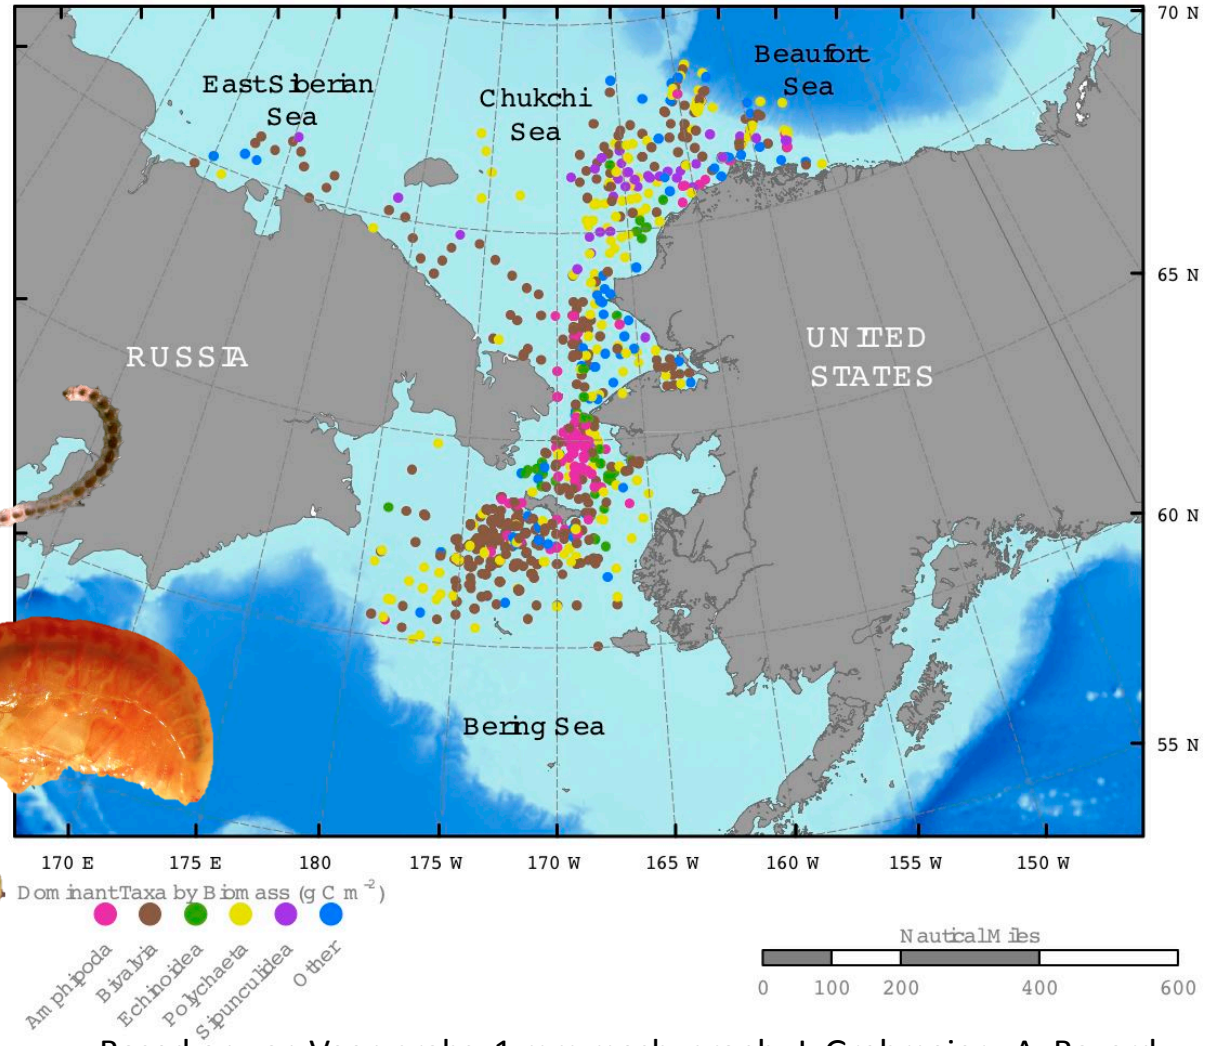 70 N
Beaufort
Sea
East Siberian
Sea
Chukchi
Sea
65 N
UNITED
STATES
RUSSIA
60 N
Bering Sea
55 N
170 E 175 E 180 175 W 170 W 165 W 160 W 155 W 150 W
Dominant Taxa by Biomass (g C m-2)
Amphipoda Bivalvia Echinoidea Polychaeta Sipunculidea Other
Nautical Miles
0 100 200 400 600